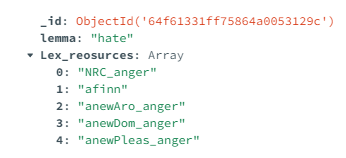 _id: ObjectId('64f61331ff75864a0053129c')
lemma: "hate"
Lex_reosurces: Array
0: "NRC_anger"
1: "afinn"
2: "anewAro_anger"
3: "anewDom_anger"
4: "anewPleas_anger"